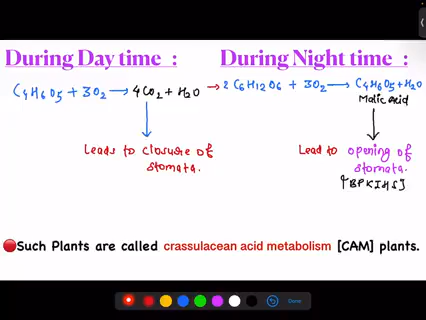 During Day time :
During Night time :
C4H6O5 + 3O2 → 4CO2 + H2O
→ 2 C6H12O6 + 3O2 → C4H6O5 + H2O
Malic acid
Leads to closure of
stomata.
Lead to opening of
stomata.
[BPKIHS]
Such Plants are called crassulacean acid metabolism [CAM] plants.
Done